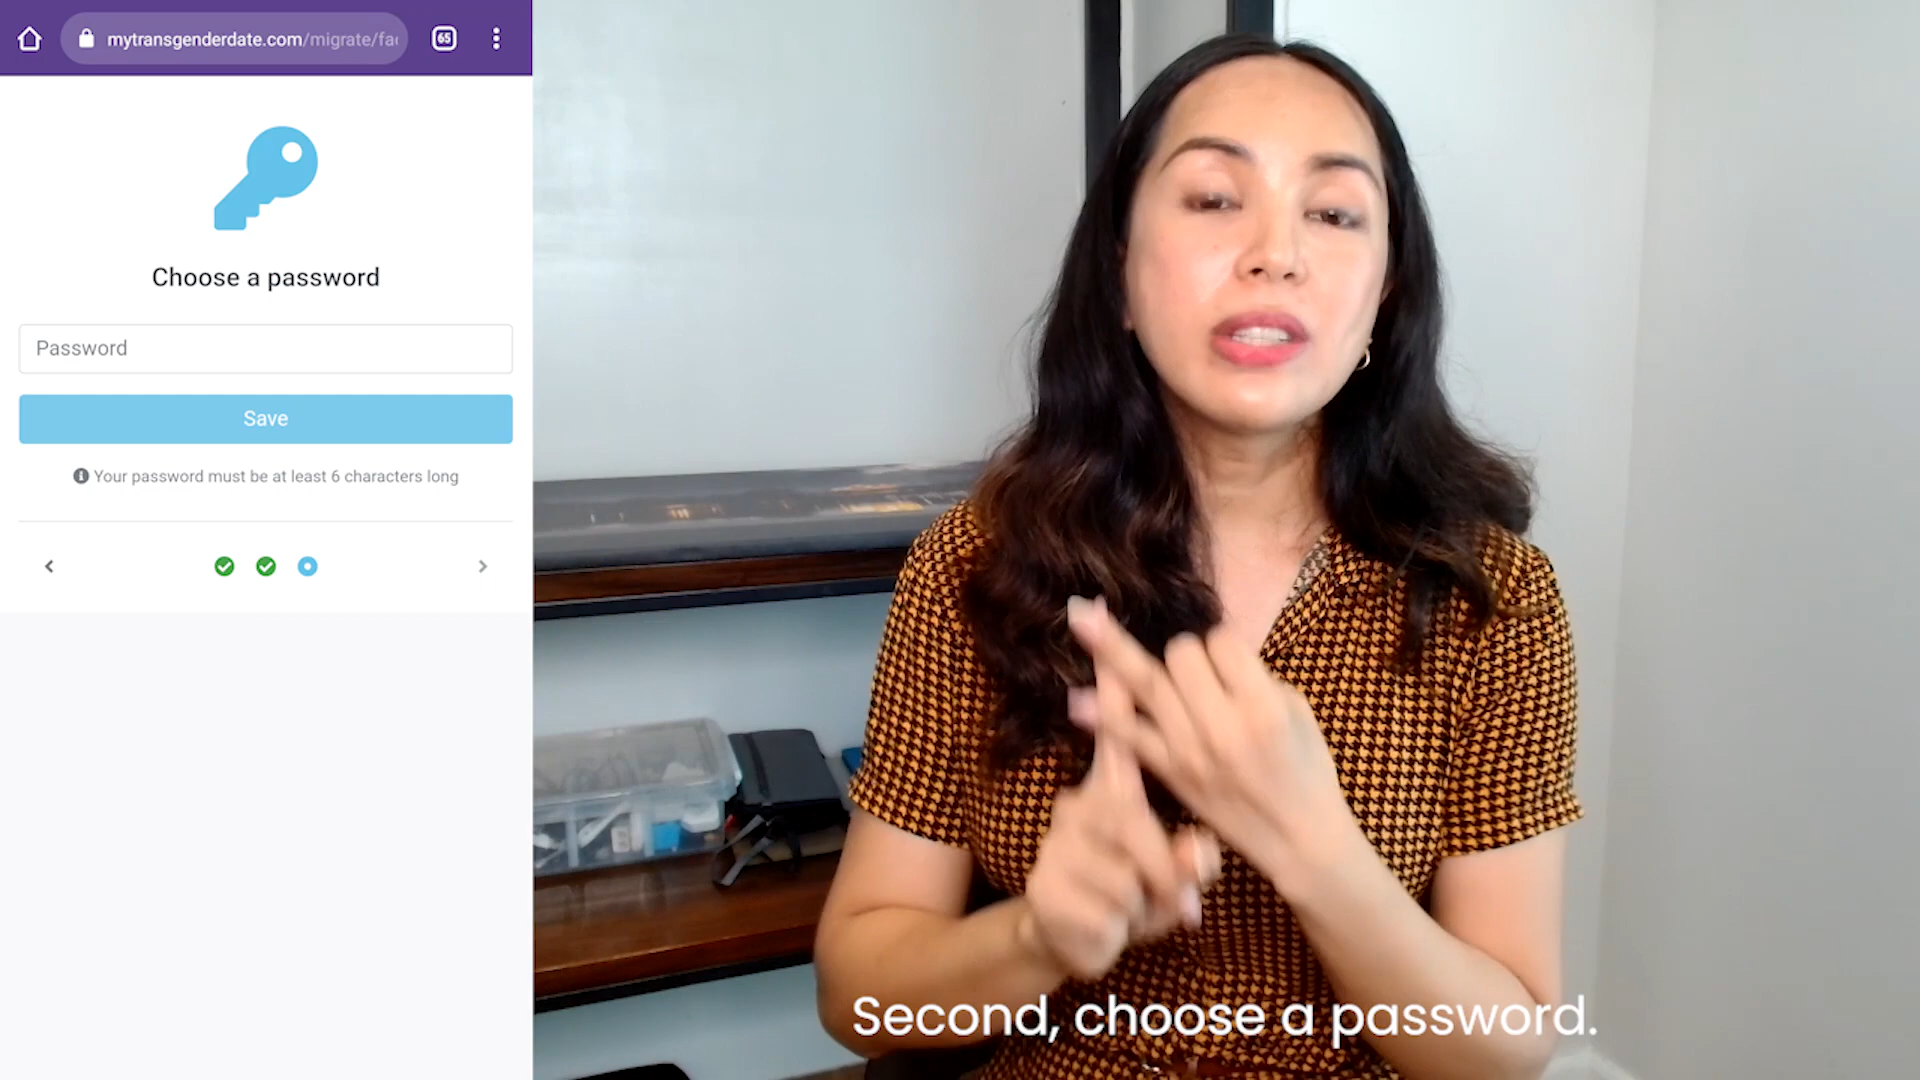 mytransgenderdate.com/migrate/fac
65
Choose a password
Password
Save
Your password must be at least 6 characters long
Second, choose a password.